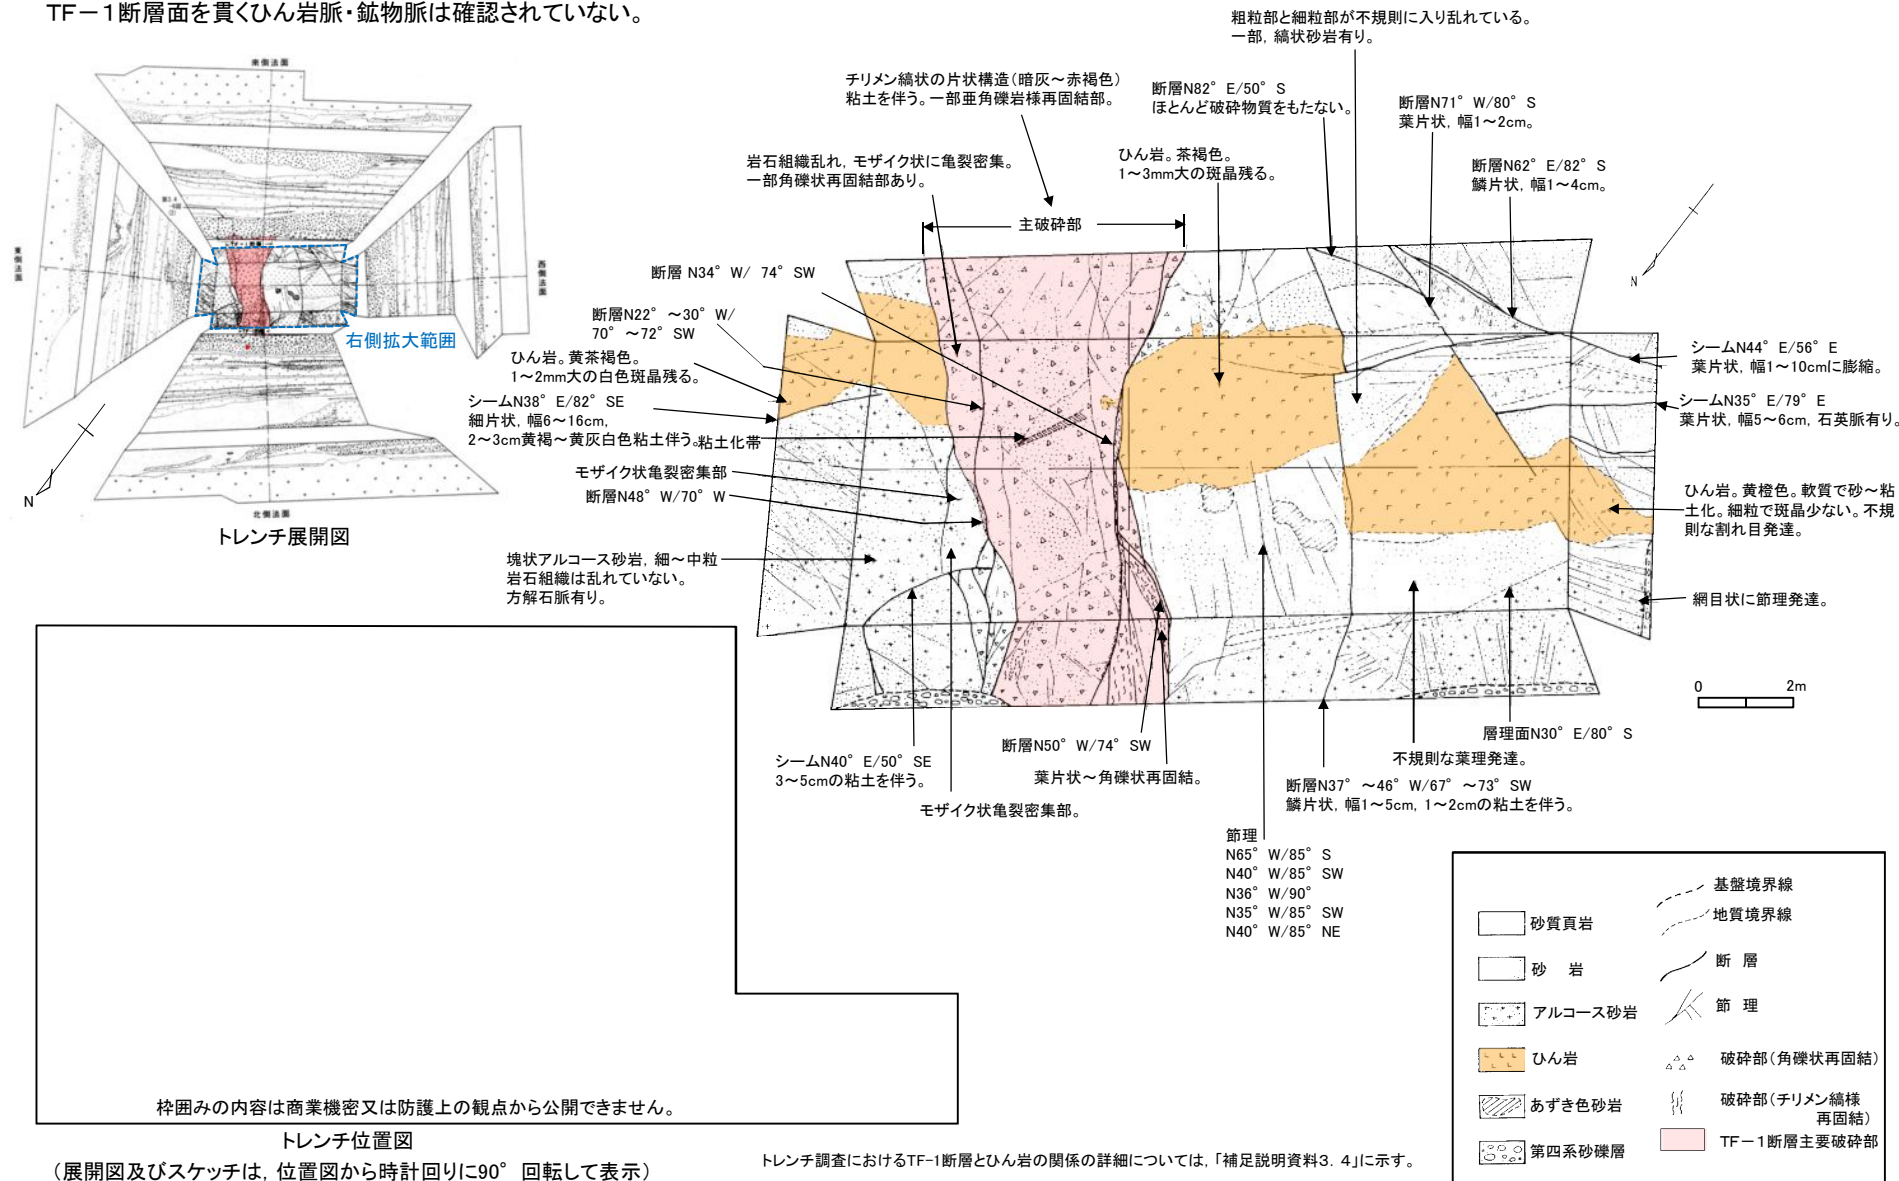 TF－1断層面を貫くひん岩脈・鉱物脈は確認されていない。
東側法面
東側法面
西側法面
北側法面
TF-1断層
右側拡大範囲
N
トレンチ展開図
粗粒部と細粒部が不規則に入り乱れている。
一部，縞状砂岩有り。
チリメン縞状の片状構造（暗灰～赤褐色）
粘土を伴う。一部亜角礫岩様再固結部。
断層N82°E/50°S
ほとんど破砕物質をもたない。
断層N71°W/80°S
葉片状，幅1～2cm。
岩石組織乱れ，モザイク状に亀裂密集。
一部角礫状再固結部あり。
ひん岩。茶褐色。
1～3mm大の斑晶残る。
断層N62°E/82°S
鱗片状，幅1～4cm。
主破砕部
断層 N34°W/ 74°SW
N
断層N22°～30°W/
70°～72°SW
ひん岩。黄茶褐色。
1～2mm大の白色斑晶残る。
シームN38°E/82°SE
細片状，幅6～16cm，
2～3cm黄褐～黄灰白色粘土伴う。
粘土化帯
モザイク状亀裂密集部
断層N48°W/70°W
塊状アルコース砂岩，細～中粒
岩石組織は乱れていない。
方解石脈有り。
シームN44°E/56°E
葉片状，幅1～10cmに膨縮。
シームN35°E/79°E
葉片状，幅5～6cm，石英脈有り。
ひん岩。黄橙色。軟質で砂～粘
土化。細粒で斑晶少ない。不規
則な割れ目発達。
網目状に節理発達。
0 2m
シームN40°E/50°SE
3～5cmの粘土を伴う。
モザイク状亀裂密集部。
断層N50°W/74°SW
葉片状～角礫状再固結。
層理面N30°E/80°S
不規則な葉理発達。
断層N37°～46°W/67°～73°SW
鱗片状，幅1～5cm，1～2cmの粘土を伴う。
節理
N65°W/85°S
N40°W/85°SW
N36°W/90°
N35°W/85°SW
N40°W/85°NE
枠囲みの内容は商業機密又は防護上の観点から公開できません。
トレンチ位置図
（展開図及びスケッチは，位置図から時計回りに90°回転して表示）
トレンチ調査におけるTF-1断層とひん岩の関係の詳細については，「補足説明資料3．4」に示す。
砂質頁岩
砂 岩
アルコース砂岩
ひん岩
あずき色砂岩
第四系砂礫層
基盤境界線
地質境界線
断 層
節 理
破砕部（角礫状再固結）
破砕部（チリメン縞様
再固結）
TF－1断層主要破砕部